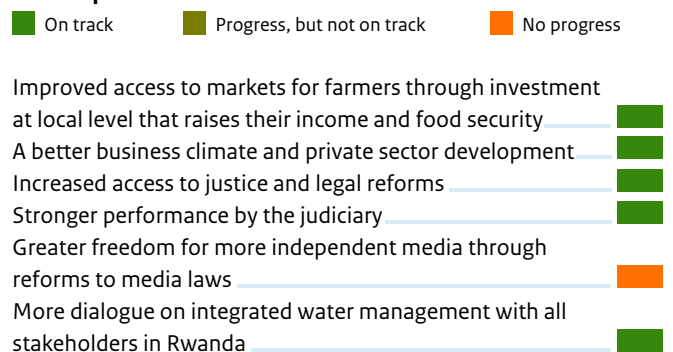 On track
Progress, but not on track
No progress
Improved access to markets for farmers through investment
at local level that raises their income and food security
A better business climate and private sector development
Increased access to justice and legal reforms
Stronger performance by the judiciary
Greater freedom for more independent media through
reforms to media laws
More dialogue on integrated water management with all
stakeholders in Rwanda